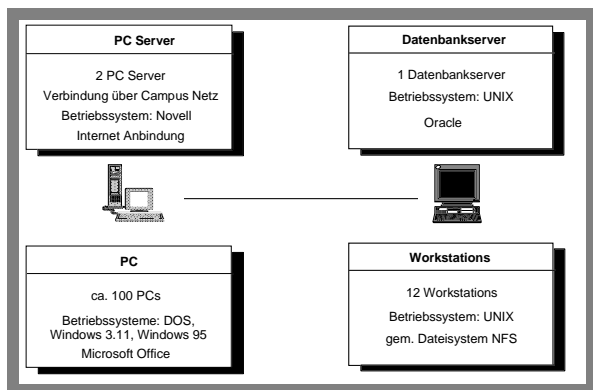 PC Server
2 PC Server
Verbindung über Campus Netz
Betriebssystem: Novell
Internet Anbindung
Datenbankserver
1 Datenbankserver
Betriebssystem: UNIX
Oracle
PC
ca. 100 PCs
Betriebssysteme: DOS,
Windows 3.11, Windows 95
Microsoft Office
Workstations
12 Workstations
Betriebssystem: UNIX
gem. Dateisystem NFS